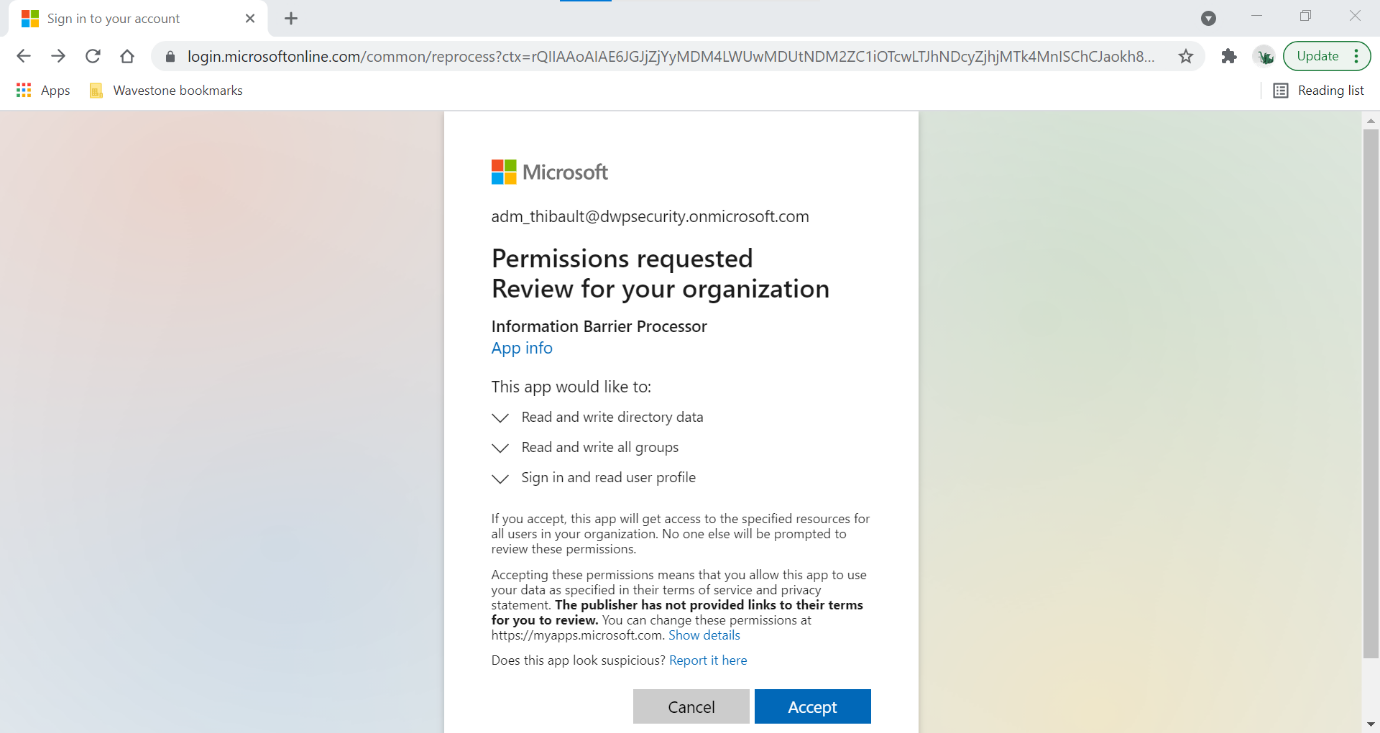 Sign in to your account
login.microsoftonline.com/common/reprocess?ctx=rQIIAAoAIAE6JGJjZjYyMDM4LWUwMDUtNDM2ZC1iOTcwLTJhNDcyZjhjMTk4MnISChCJaokh8...
Update
Apps
Wavestone bookmarks
Reading list
Microsoft
adm_thibault@dwpsecurity.onmicrosoft.com
Permissions requested
Review for your organization
Information Barrier Processor
App info
This app would like to:
Read and write directory data
Read and write all groups
Sign in and read user profile
If you accept, this app will get access to the specified resources for
all users in your organization. No one else will be prompted to
review these permissions.
Accepting these permissions means that you allow this app to use
your data as specified in their terms of service and privacy
statement. The publisher has not provided links to their terms
for you to review. You can change these permissions at
https://myapps.microsoft.com. Show details
Does this app look suspicious? Report it here
Cancel
Accept